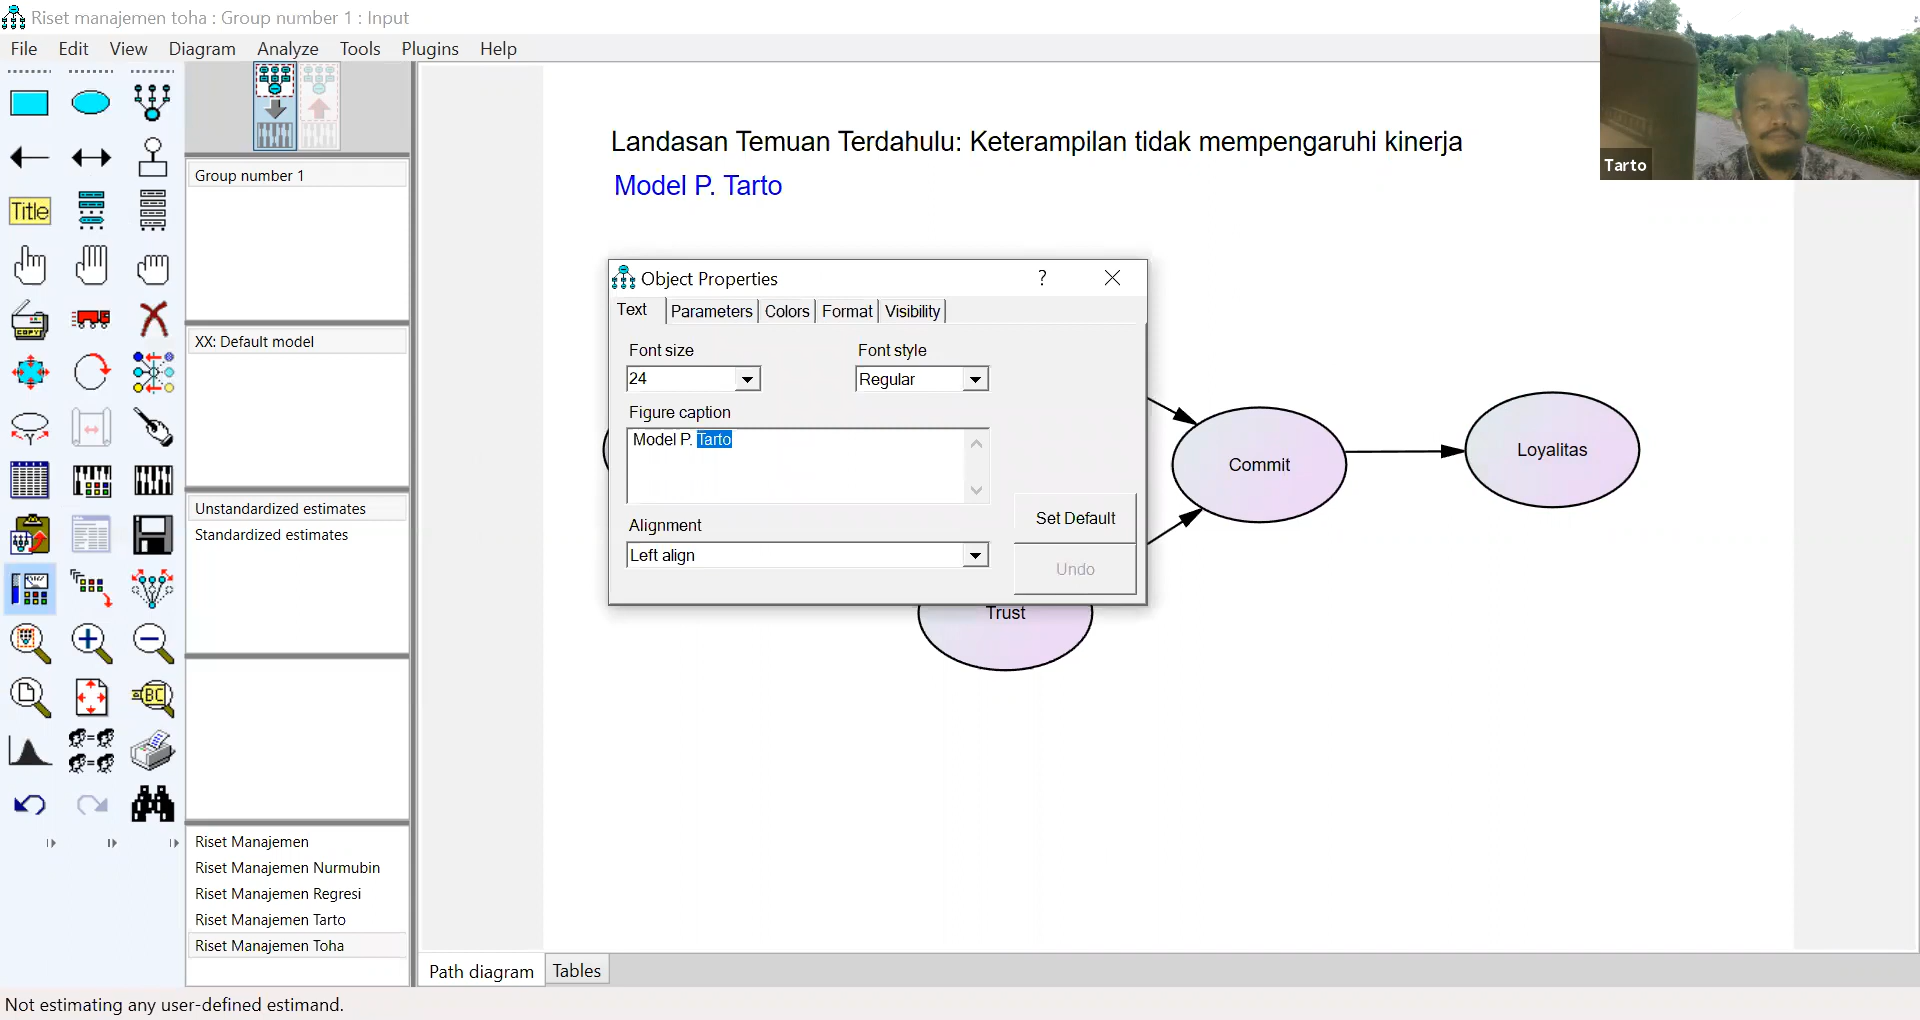 Riset manajemen toha : Group number 1 : Input
File Edit View Diagram Analyze Tools Plugins Help
Title
COPY
BC
Group number 1
XX: Default model
Unstandardized estimates
Standardized estimates
Riset Manajemen
Riset Manajemen Nurmubin
Riset Manajemen Regresi
Riset Manajemen Tarto
Riset Manajemen Toha
Landasan Temuan Terdahulu: Keterampilan tidak mempengaruhi kinerja
Model P. Tarto
Tarto
Object Properties ?
Text Parameters Colors Format Visibility
Font size Font style
24 Regular
Figure caption
Model P. Tarto
Set Default
Alignment
Left align
Undo
Commit
Loyalitas
Trust
Path diagram Tables
Not estimating any user-defined estimand.